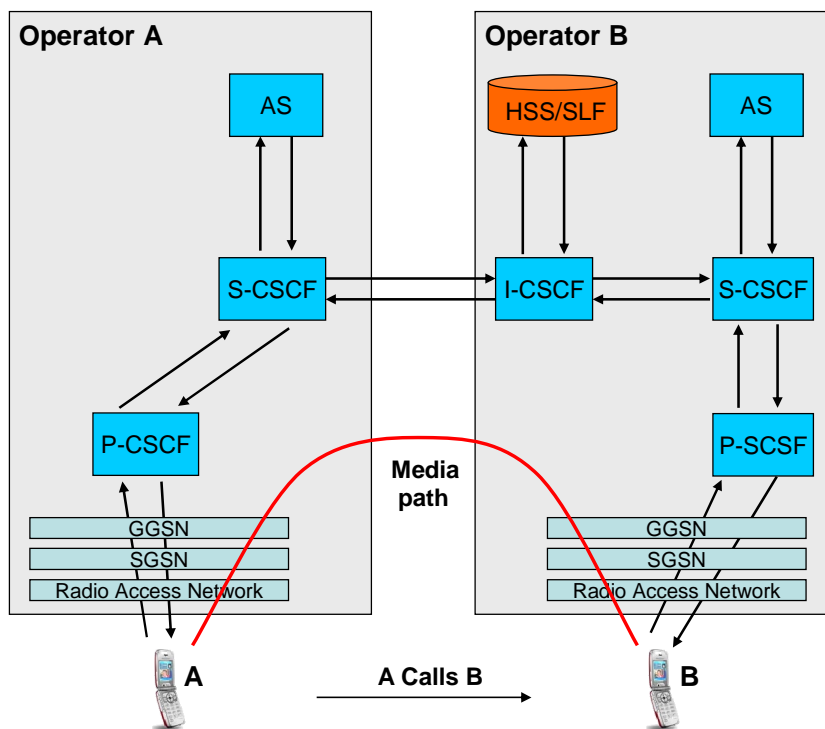 Operator A
AS
S-CSCF
P-CSCF
GGSN
SGSN
Radio Access Network
A
Operator B
HSS/SLF
AS
I-CSCF
S-CSCF
P-SCSF
GGSN
SGSN
Radio Access Network
B
Media
path
A Calls B